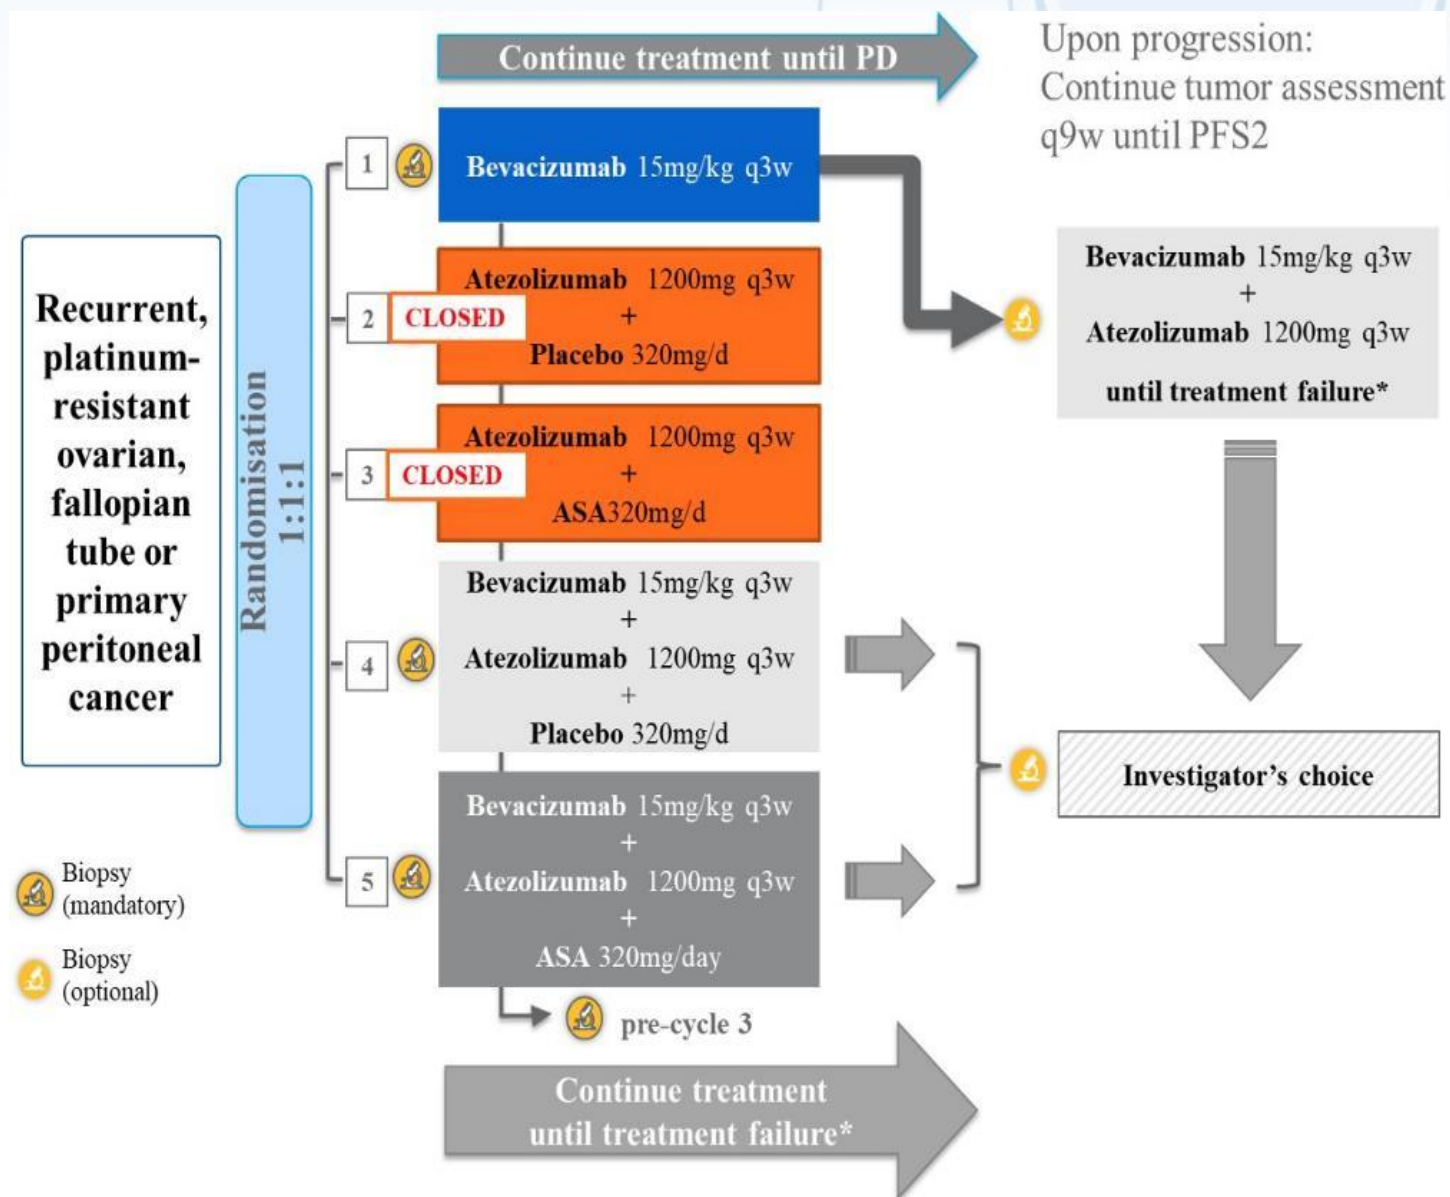 Continue treatment until PD
Upon progression:
Continue tumor assessment
q9w until PFS2
Recurrent,
platinum-
resistant
ovarian,
fallopian
tube or
primary
peritoneal
cancer
Randomisation
1:1:1
1
Bevacizumab 15mg/kg q3w
2
CLOSED
Atezolizumab 1200mg q3w
+
Placebo 320mg/d
3
CLOSED
Atezolizumab 1200mg q3w
+
ASA320mg/d
4
Bevacizumab 15mg/kg q3w
+
Atezolizumab 1200mg q3w
+
Placebo 320mg/d
5
Bevacizumab 15mg/kg q3w
+
Atezolizumab 1200mg q3w
+
ASA 320mg/day
pre-cycle 3
Bevacizumab 15mg/kg q3w
+
Atezolizumab 1200mg q3w
until treatment failure*
Investigator's choice
Biopsy
(mandatory)
Biopsy
(optional)
Continue treatment
until treatment failure*